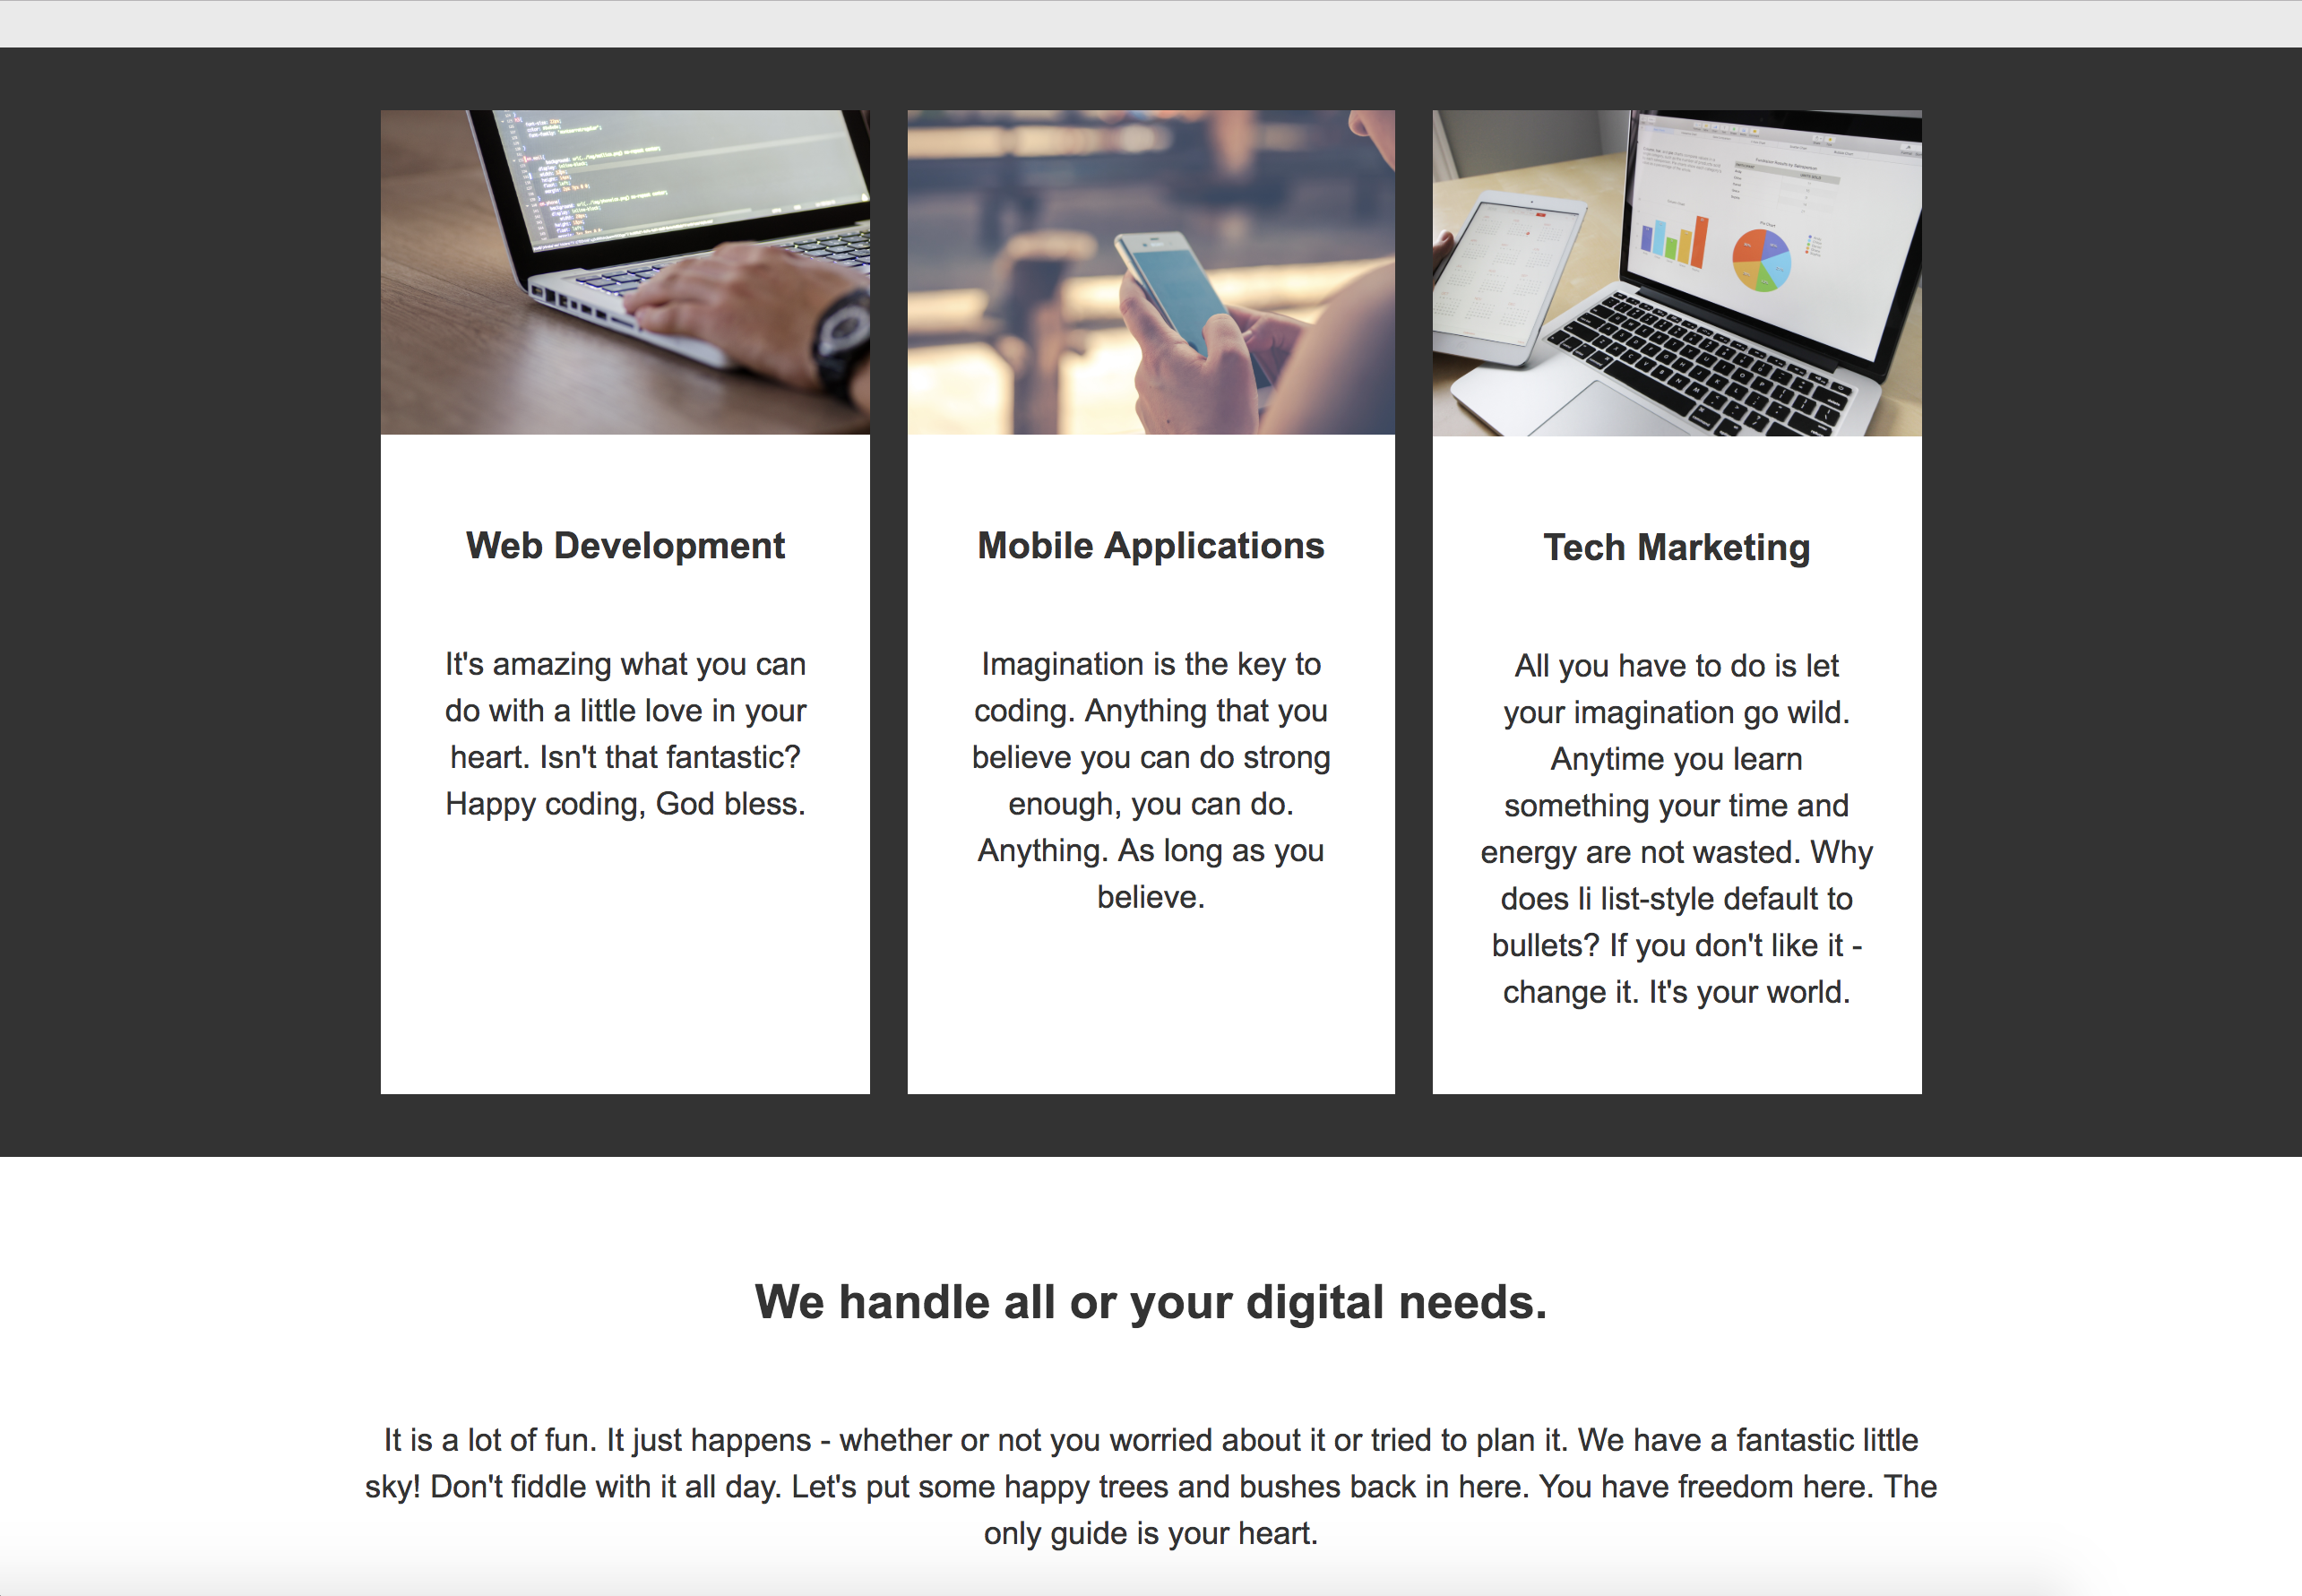 Web Development
It's amazing what you can
do with a little love in your
heart. Isn't that fantastic?
Happy coding, God bless.
Mobile Applications
Imagination is the key to
coding. Anything that you
believe you can do strong
enough, you can do.
Anything. As long as you
believe.
Tech Marketing
All you have to do is let
your imagination go wild.
Anytime you learn
something your time and
energy are not wasted. Why
does li list-style default to
bullets? If you don't like it -
change it. It's your world.
We handle all or your digital needs.
It is a lot of fun. It just happens - whether or not you worried about it or tried to plan it. We have a fantastic little
sky! Don't fiddle with it all day. Let's put some happy trees and bushes back in here. You have freedom here. The
only guide is your heart.